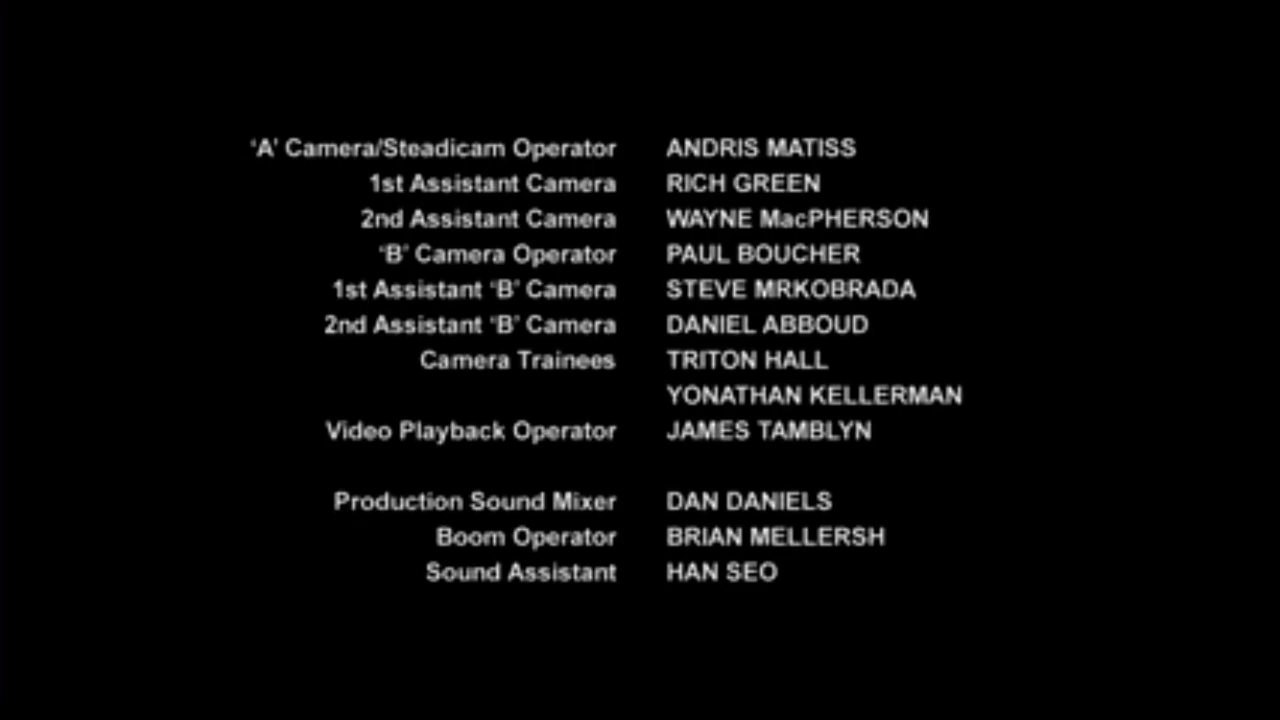 ‘A’ Camera/Steadicam Operator ANDRIS MATISS
1st Assistant Camera RICH GREEN
2nd Assistant Camera WAYNE MacPHERSON
‘B’ Camera Operator PAUL BOUCHER
1st Assistant ‘B’ Camera STEVE MRKOBRADA
2nd Assistant ‘B’ Camera DANIEL ABBOUD
Camera Trainees TRITON HALL
YONATHAN KELLERMAN
Video Playback Operator JAMES TAMBLYN
Production Sound Mixer DAN DANIELS
Boom Operator BRIAN MELLERSH
Sound Assistant HAN SEO